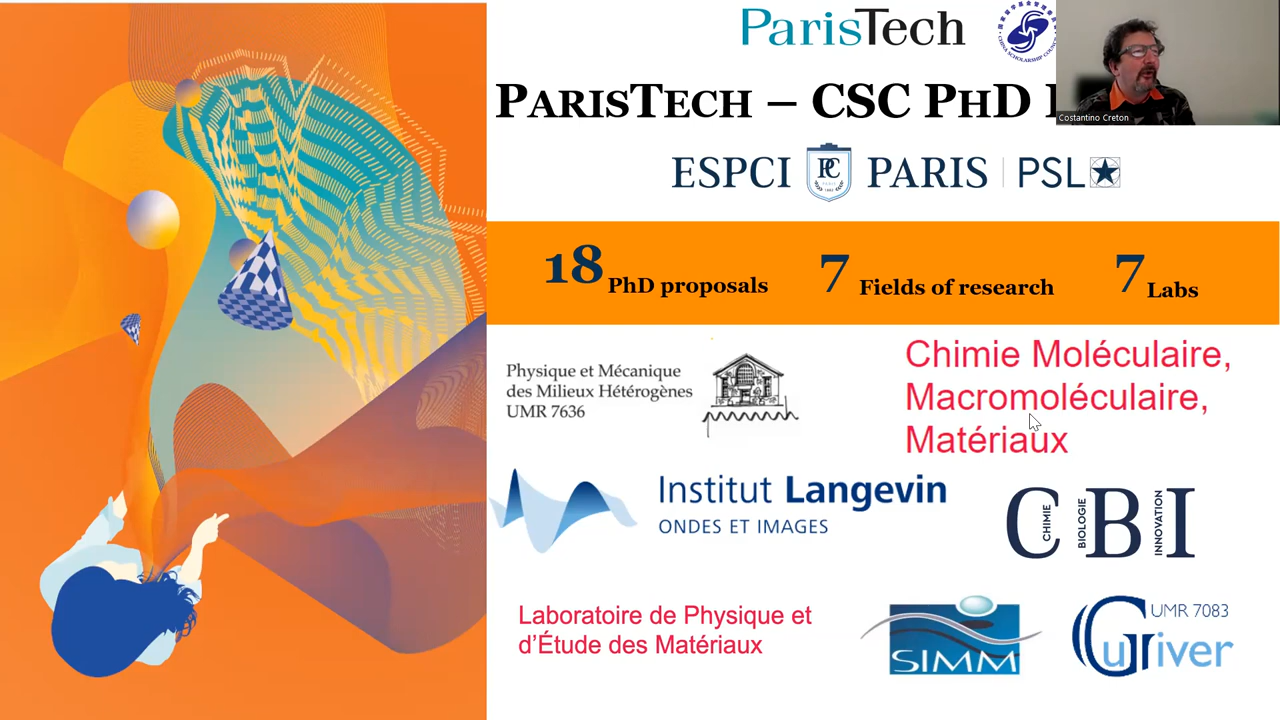 ParisTech
PARISTECH – CSC PHD
Costantino Creton
ESPCI PARIS PSL
18 PhD proposals 7 Fields of research 7 Labs
Physique et Mécanique
des Milieux Hétérogènes
UMR 7636
Chimie Moléculaire,
Macromoléculaire,
Matériaux
Institut Langevin
ONDES ET IMAGES
CBI
CHIMIE BIOLOGIE INNOVATION
Laboratoire de Physique et
d'Étude des Matériaux
SIMM
UMR 7083
Gulliver